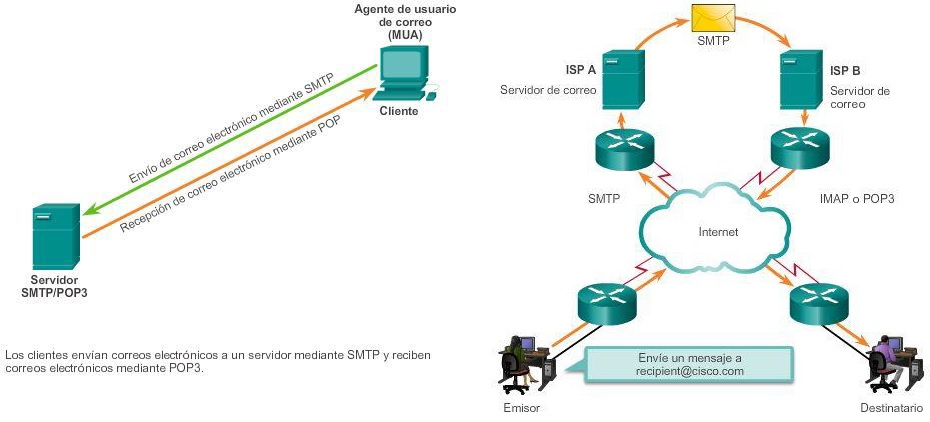 Agente de usuario
de correo
(MUA)
Cliente
Envío de correo electrónico mediante SMTP
Recepción de correo electrónico mediante POP
Servidor
SMTP/POP3
Los clientes envían correos electrónicos a un servidor mediante SMTP y reciben
correos electrónicos mediante POP3.
SMTP
ISP A
Servidor de correo
ISP B
Servidor de
correo
SMTP
IMAP o POP3
Internet
Envíe un mensaje a
recipient@cisco.com
Emisor
Destinatario